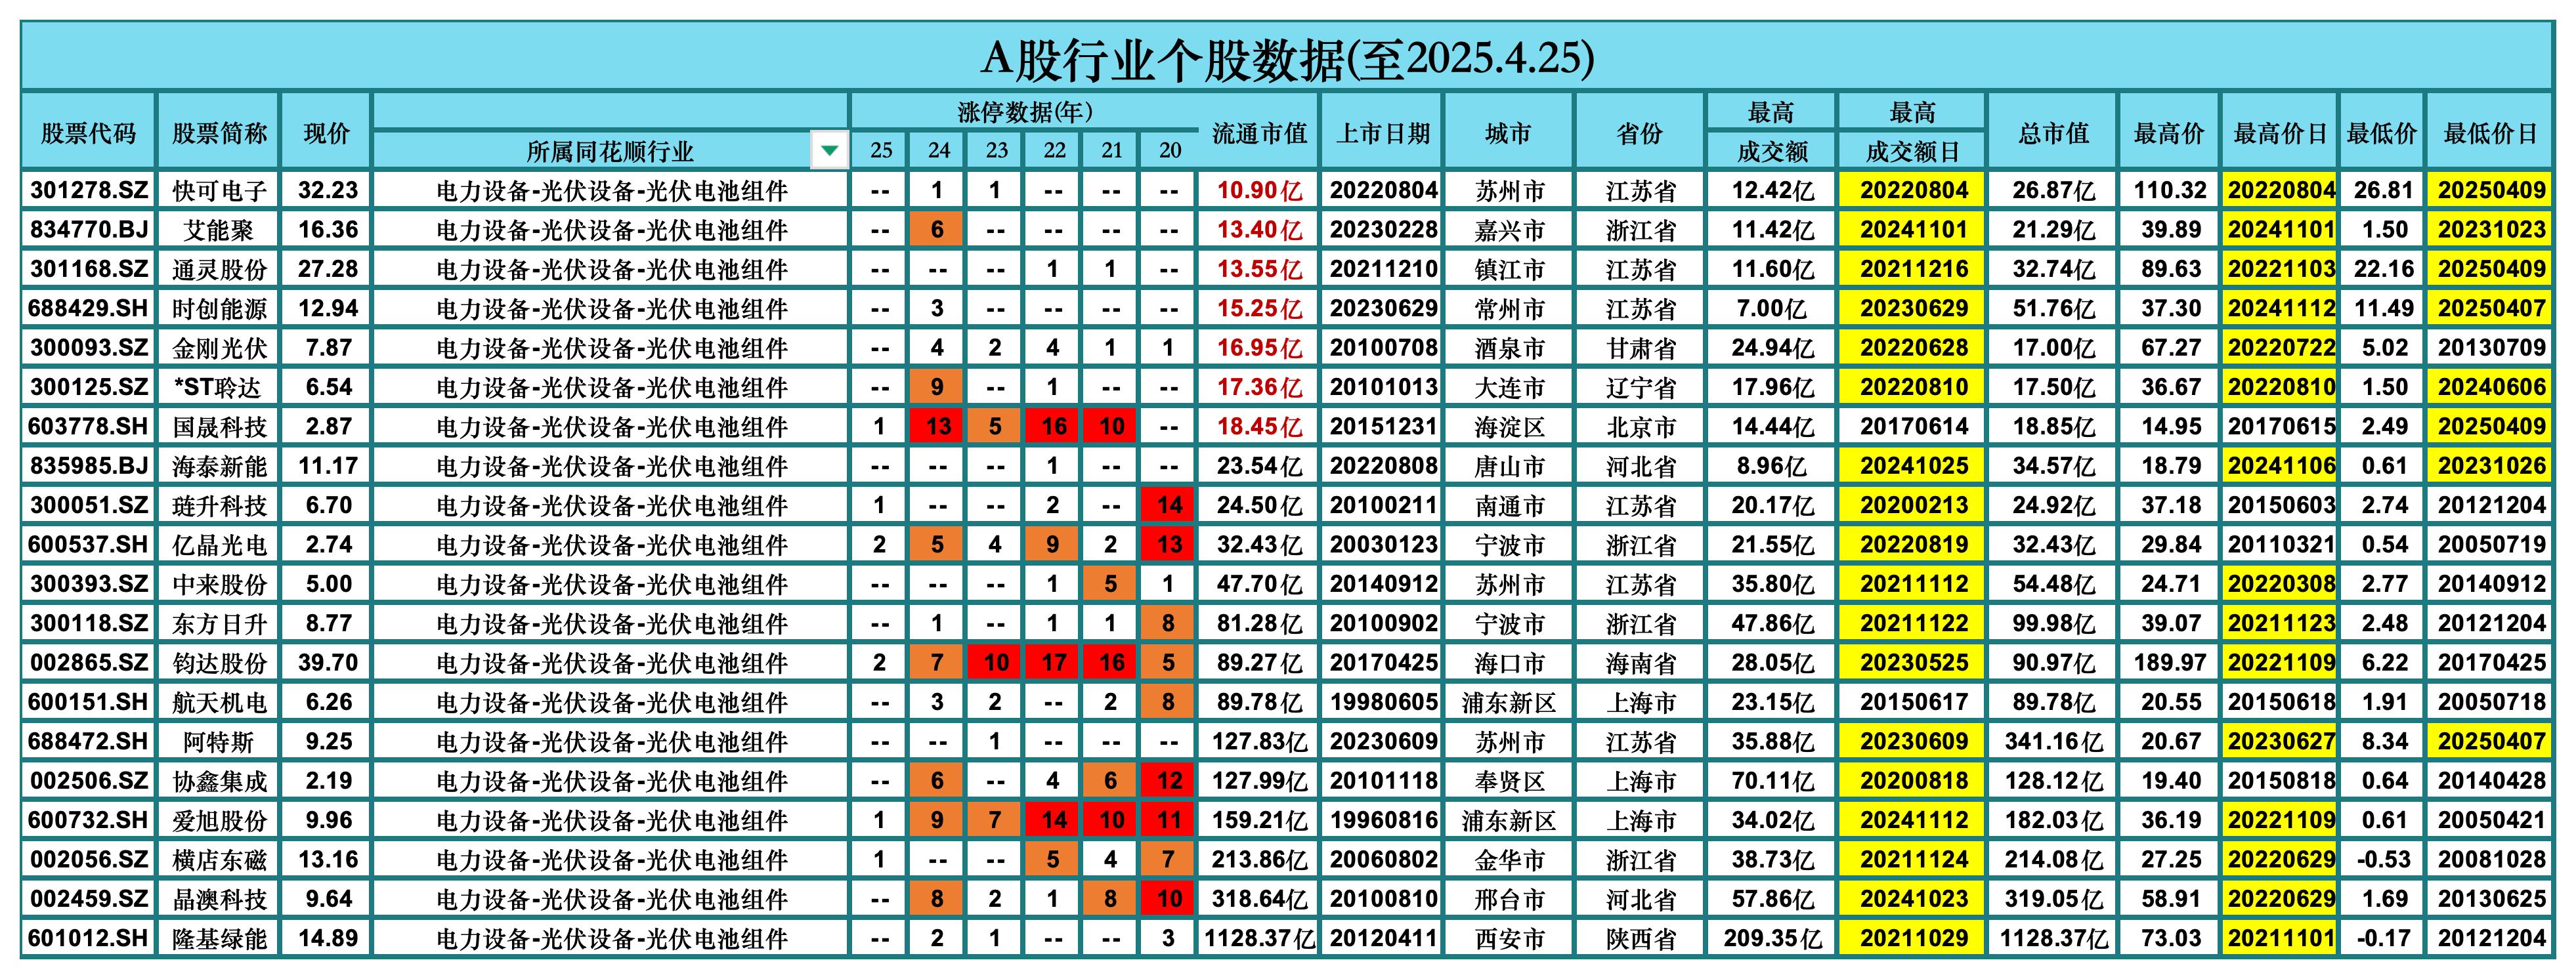 A股行业个股数据(至2025.4.25)
股票代码 股票简称 现价 所属同花顺行业 涨停数据(年) 25 24 23 22 21 20 流通市值 上市日期 城市 省份 最高成交额 最高成交额日 总市值 最高价 最高价日 最低价 最低价日
301278.SZ 快可电子 32.23 电力设备-光伏设备-光伏电池组件 -- 1 1 -- -- -- 10.90亿 20220804 苏州市 江苏省 12.42亿 20220804 26.87亿 110.32 20220804 26.81 20250409
834770.BJ 艾能聚 16.36 电力设备-光伏设备-光伏电池组件 -- 6 -- -- -- -- 13.40亿 20230228 嘉兴市 浙江省 11.42亿 20241101 21.29亿 39.89 20241101 1.50 20231023
301168.SZ 通灵股份 27.28 电力设备-光伏设备-光伏电池组件 -- -- -- 1 1 -- 13.55亿 20211210 镇江市 江苏省 11.60亿 20211216 32.74亿 89.63 20221103 22.16 20250409
688429.SH 时创能源 12.94 电力设备-光伏设备-光伏电池组件 -- 3 -- -- -- -- 15.25亿 20230629 常州市 江苏省 7.00亿 20230629 51.76亿 37.30 20241112 11.49 20250407
300093.SZ 金刚光伏 7.87 电力设备-光伏设备-光伏电池组件 -- 4 2 4 1 1 16.95亿 20100708 酒泉市 甘肃省 24.94亿 20220628 17.00亿 67.27 20220722 5.02 20130709
300125.SZ *ST聆达 6.54 电力设备-光伏设备-光伏电池组件 -- 9 -- 1 -- -- 17.36亿 20101013 大连市 辽宁省 17.96亿 20220810 17.50亿 36.67 20220810 1.50 20240606
603778.SH 国晟科技 2.87 电力设备-光伏设备-光伏电池组件 1 13 5 16 10 -- 18.45亿 20151231 海淀区 北京市 14.44亿 20170614 18.85亿 14.95 20170615 2.49 20250409
835985.BJ 海泰新能 11.17 电力设备-光伏设备-光伏电池组件 -- -- -- 1 -- -- 23.54亿 20220808 唐山市 河北省 8.96亿 20241025 34.57亿 18.79 20241106 0.61 20231026
300051.SZ 琏升科技 6.70 电力设备-光伏设备-光伏电池组件 1 -- -- 2 -- 14 24.50亿 20100211 南通市 江苏省 20.17亿 20200213 24.92亿 37.18 20150603 2.74 20121204
600537.SH 亿晶光电 2.74 电力设备-光伏设备-光伏电池组件 2 5 4 9 2 13 32.43亿 20030123 宁波市 浙江省 21.55亿 20220819 32.43亿 29.84 20110321 0.54 20050719
300393.SZ 中来股份 5.00 电力设备-光伏设备-光伏电池组件 -- -- -- 1 5 1 47.70亿 20140912 苏州市 江苏省 35.80亿 20211112 54.48亿 24.71 20220308 2.77 20140912
300118.SZ 东方日升 8.77 电力设备-光伏设备-光伏电池组件 -- 1 -- 1 1 8 81.28亿 20100902 宁波市 浙江省 47.86亿 20211122 99.98亿 39.07 20211123 2.48 20121204
002865.SZ 钧达股份 39.70 电力设备-光伏设备-光伏电池组件 2 7 10 17 16 5 89.27亿 20170425 海口市 海南省 28.05亿 20230525 90.97亿 189.97 20221109 6.22 20170425
600151.SH 航天机电 6.26 电力设备-光伏设备-光伏电池组件 -- 3 2 -- 2 8 89.78亿 19980605 浦东新区 上海市 23.15亿 20150617 89.78亿 20.55 20150618 1.91 20050718
688472.SH 阿特斯 9.25 电力设备-光伏设备-光伏电池组件 -- -- 1 -- -- -- 127.83亿 20230609 苏州市 江苏省 35.88亿 20230609 341.16亿 20.67 20230627 8.34 20250407
002506.SZ 协鑫集成 2.19 电力设备-光伏设备-光伏电池组件 -- 6 -- 4 6 12 127.99亿 20101118 奉贤区 上海市 70.11亿 20200818 128.12亿 19.40 20150818 0.64 20140428
600732.SH 爱旭股份 9.96 电力设备-光伏设备-光伏电池组件 1 9 7 14 10 11 159.21亿 19960816 浦东新区 上海市 34.02亿 20241112 182.03亿 36.19 20221109 0.61 20050421
002056.SZ 横店东磁 13.16 电力设备-光伏设备-光伏电池组件 1 -- -- 5 4 7 213.86亿 20060802 金华市 浙江省 38.73亿 20211124 214.08亿 27.25 20220629 -0.53 20081028
002459.SZ 晶澳科技 9.64 电力设备-光伏设备-光伏电池组件 -- 8 2 1 8 10 318.64亿 20100810 邢台市 河北省 57.86亿 20241023 319.05亿 58.91 20220629 1.69 20130625
601012.SH 隆基绿能 14.89 电力设备-光伏设备-光伏电池组件 -- 2 1 -- -- 3 1128.37亿 20120411 西安市 陕西省 209.35亿 20211029 1128.37亿 73.03 20211101 -0.17 20121204